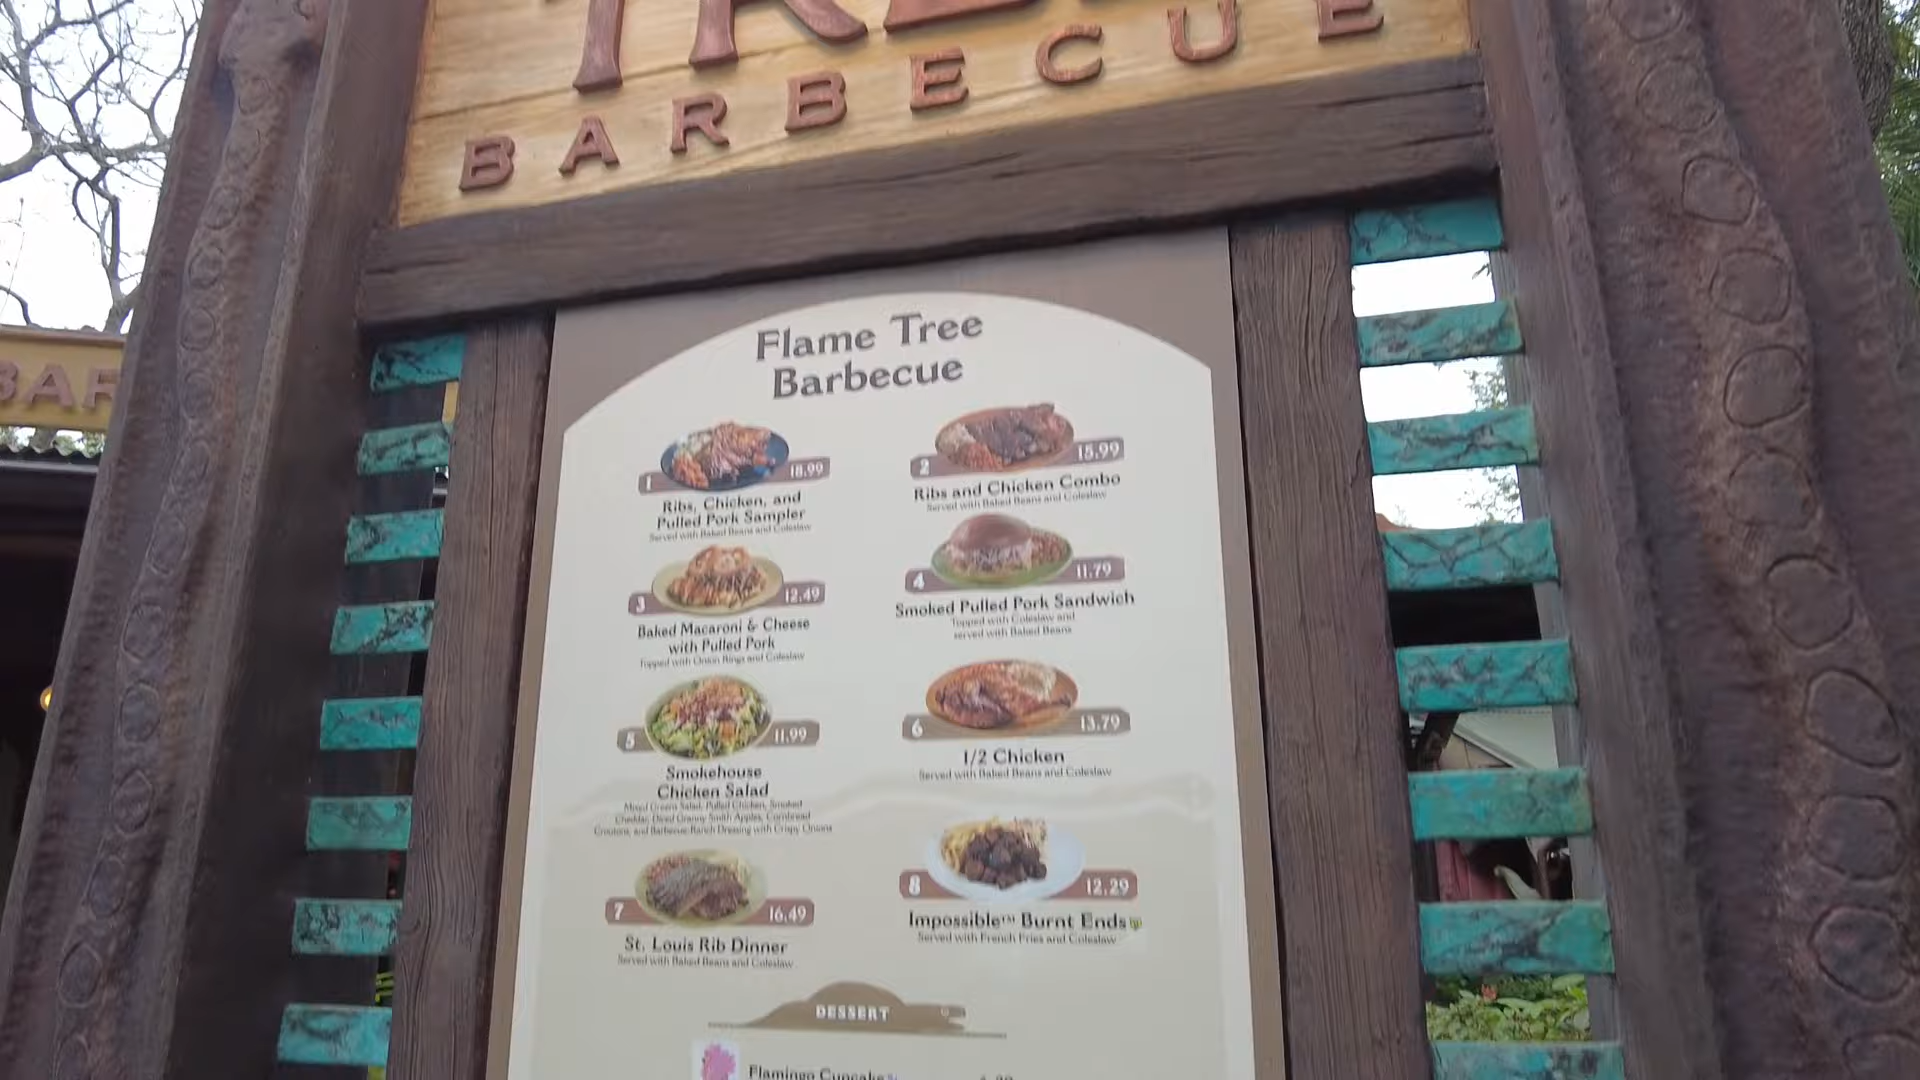 BARBECUE
BAR
Flame Tree
Barbecue
1 18.99
Ribs, Chicken, and
Pulled Pork Sampler
Served with Baked Beans and Coleslaw
2 15.99
Ribs and Chicken Combo
Served with Baked Beans and Coleslaw
3 12.49
Baked Macaroni & Cheese
with Pulled Pork
Topped with Onion Rings and Coleslaw
4 11.79
Smoked Pulled Pork Sandwich
Topped with Coleslaw and
served with Baked Beans
5 11.99
Smokehouse
Chicken Salad
Mixed Greens Salad, Pulled Chicken, Smoked
Cheddar, Diced Granny Smith Apples, Cornbread
Croutons, and Barbecue-Ranch Dressing with Crispy Onions
6 13.79
1/2 Chicken
Served with Baked Beans and Coleslaw
7 16.49
St. Louis Rib Dinner
Served with Baked Beans and Coleslaw
8 12.29
Impossible™ Burnt Ends
Served with French Fries and Coleslaw
DESSERT
Flamingo Cupcake